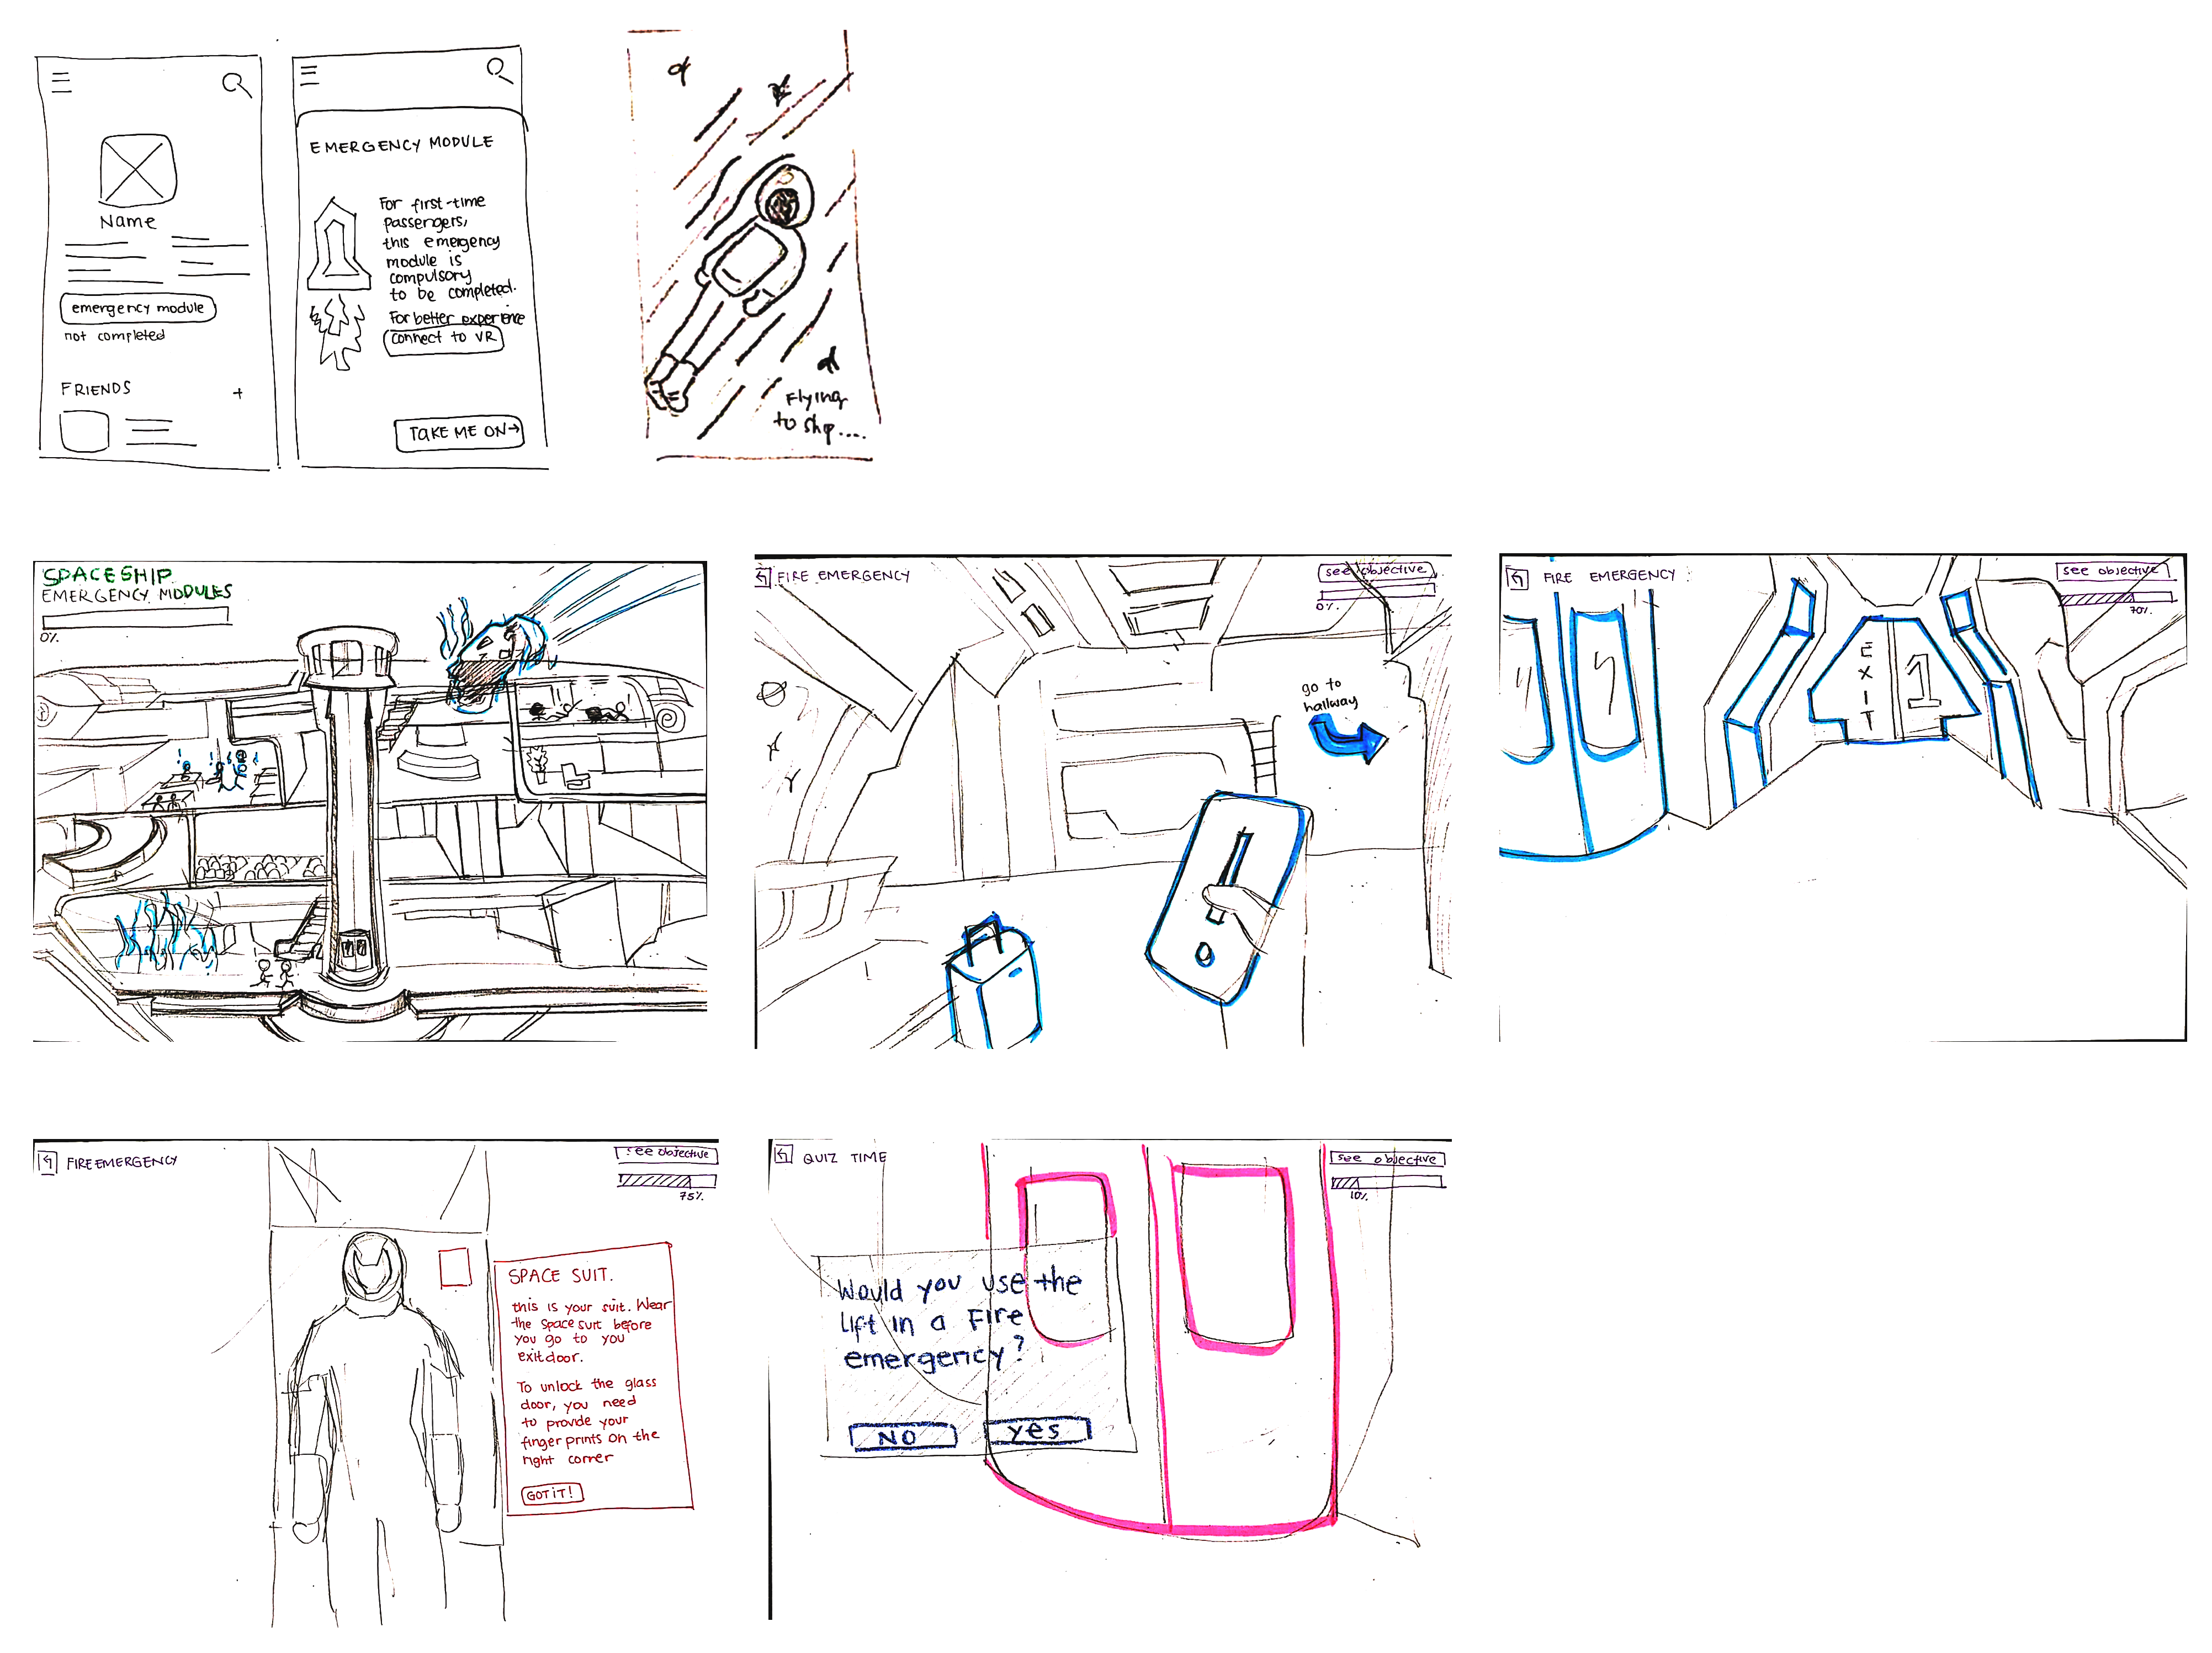 Name
emergency module
not completed
FRIENDS +
EMERGENCY MODULE
For first-time
passengers,
this emergency
module is
compulsory
to be completed.
For better experience
connect to VR
TAKE ME ON→
Flying
to ship....
SPACESHIP
EMERGENCY MODULES
0%
FIRE EMERGENCY
see objective
0%
go to
hallway
FIRE EMERGENCY
see objective
70%
EXIT
1
FIRE EMERGENCY
see objective
75%
SPACE SUIT.
this is your suit. Wear
the space suit before
you go to you
exit door.
To unlock the glass
door, you need
to provide your
finger prints on the
right corner
GOT IT!
QUIZ TIME
see objective
10%
Would you use the
lift in a Fire
emergency?
NO
yes